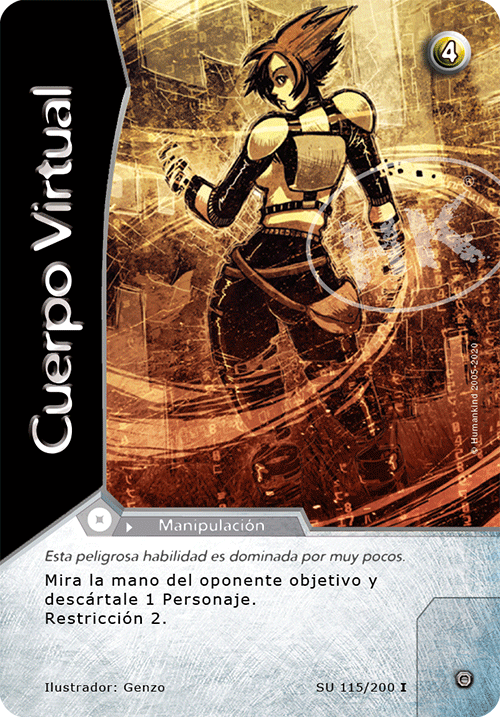 4
Cuerpo Virtual
HK
®
© Humankind 2005-2020
Manipulación
Esta peligrosa habilidad es dominada por muy pocos.
Mira la mano del oponente objetivo y
descártale 1 Personaje.
Restricción 2.
Ilustrador: Genzo
SU 115/200 I